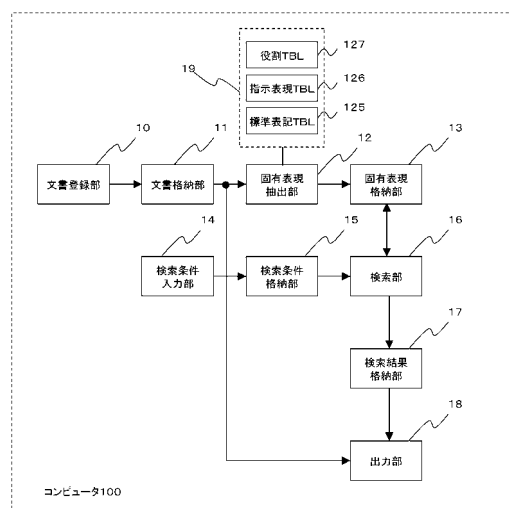 役割TBL
127
19
指示表現TBL
126
標準表記TBL
125
10
11
12
13
文書登録部
文書格納部
固有表現
抽出部
固有表現
格納部
14
15
16
検索条件
入力部
検索条件
格納部
検索部
17
検索結果
格納部
18
出力部
コンピュータ100